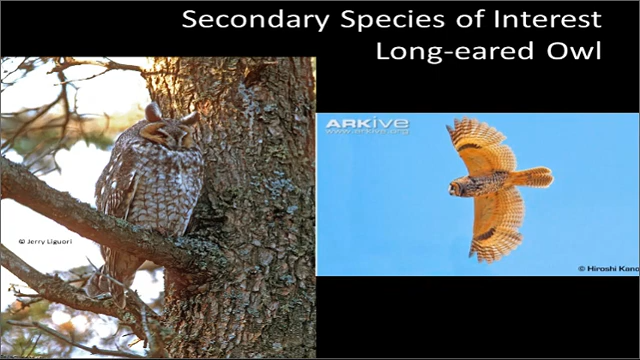 Secondary Species of Interest
Long-eared Owl
ARKIVE
www.arkive.org
© Jerry Liguori
© Hiroshi Kano